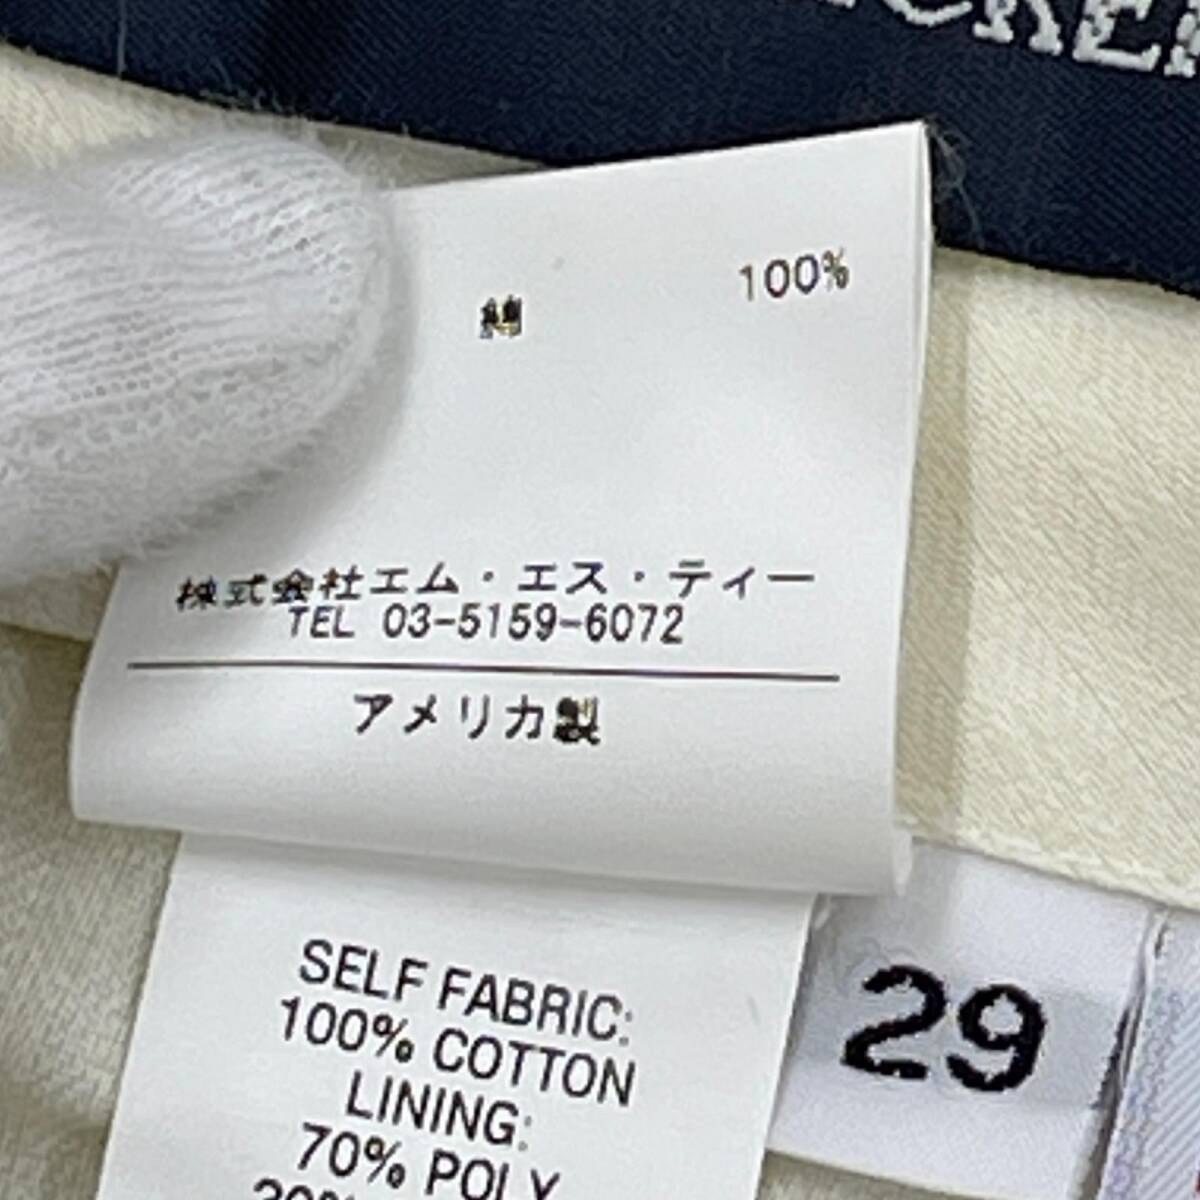 綿 100%
株式会社エム・エス・ティー
TEL 03-5159-6072
アメリカ製
SELF FABRIC:
100% COTTON
LINING:
70% POLY
29